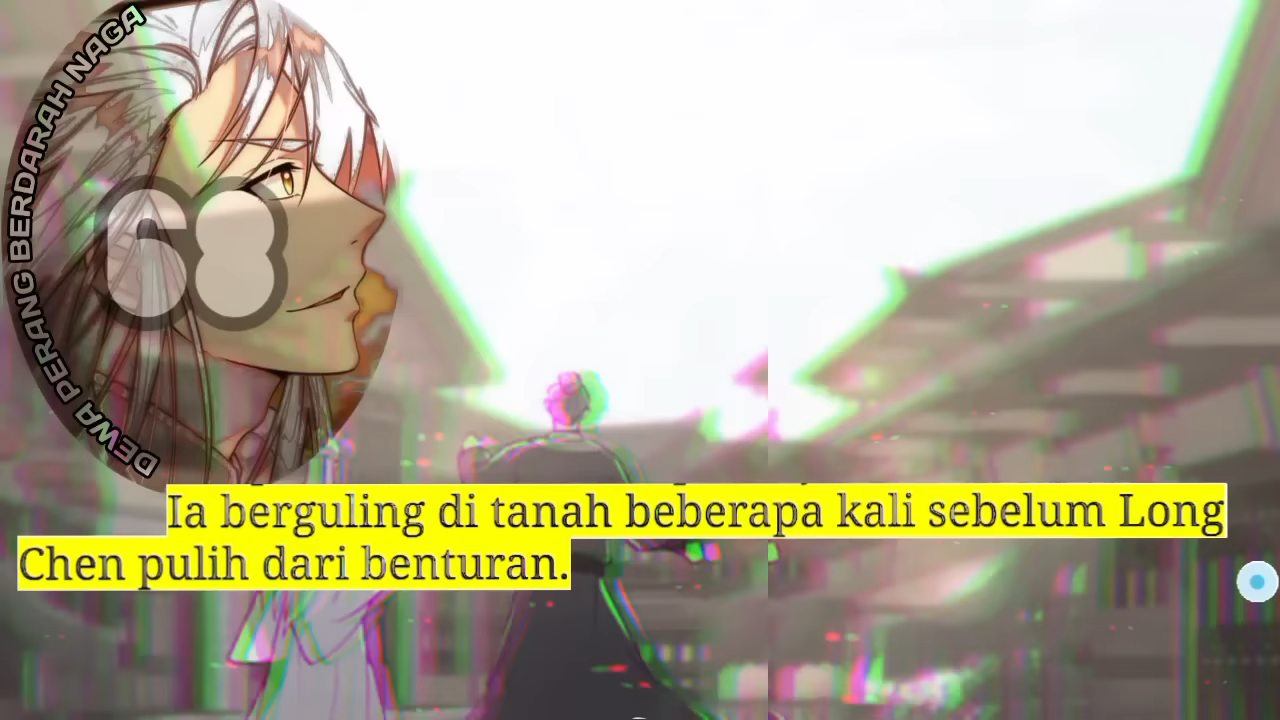 DEWA PERANG BERDARAH NAGA
68
Ia berguling di tanah beberapa kali sebelum Long
Chen pulih dari benturan.